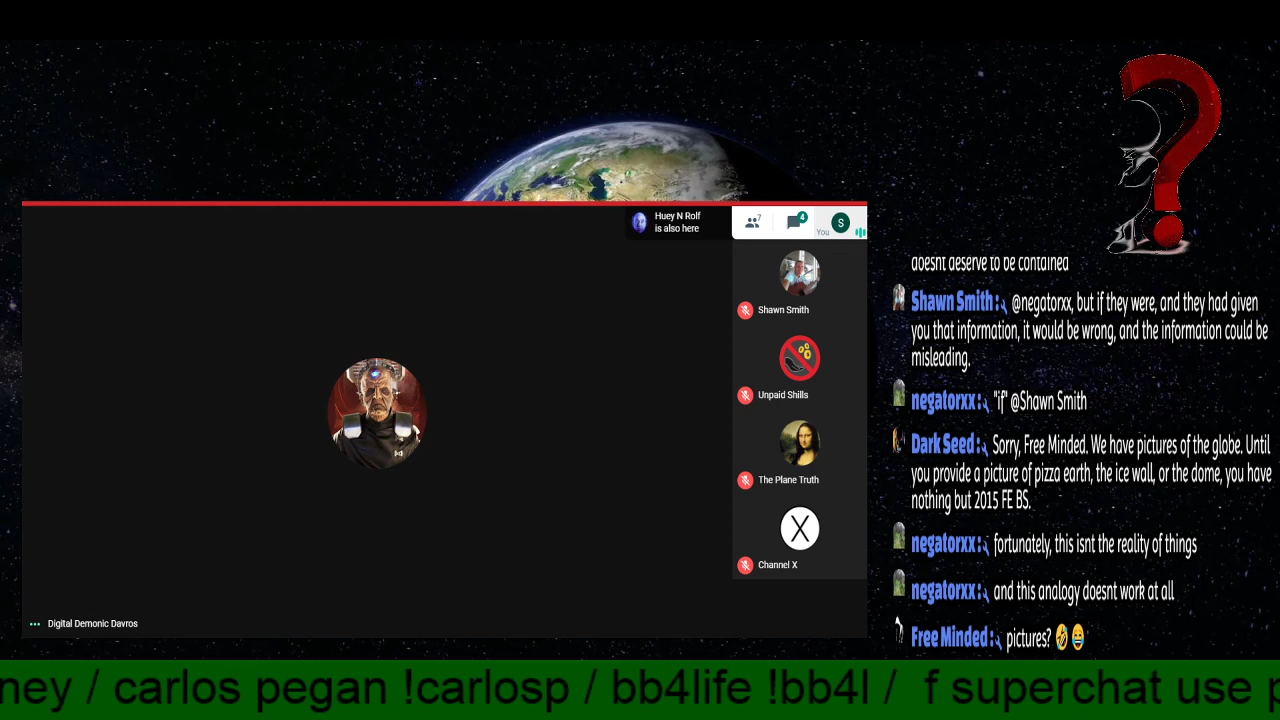 Huey N Rolf
is also here
7
4
You
S
Shawn Smith
Unpaid Shills
The Plane Truth
X
Channel X
Digital Demonic Davros
doesnt deserve to be contained
Shawn Smith: @negatorxx, but if they were, and they had given
you that information, it would be wrong, and the information could be
misleading.
negatorxx: "if" @Shawn Smith
Dark Seed: Sorry, Free Minded. We have pictures of the globe. Until
you provide a picture of pizza earth, the ice wall, or the dome, you have
nothing but 2015 FE BS.
negatorxx: fortunately, this isnt the reality of things
negatorxx: and this analogy doesnt work at all
Free Minded: pictures? 🤣😂
ney / carlos pegan !carlosp / bb4life !bb4l / f superchat use p